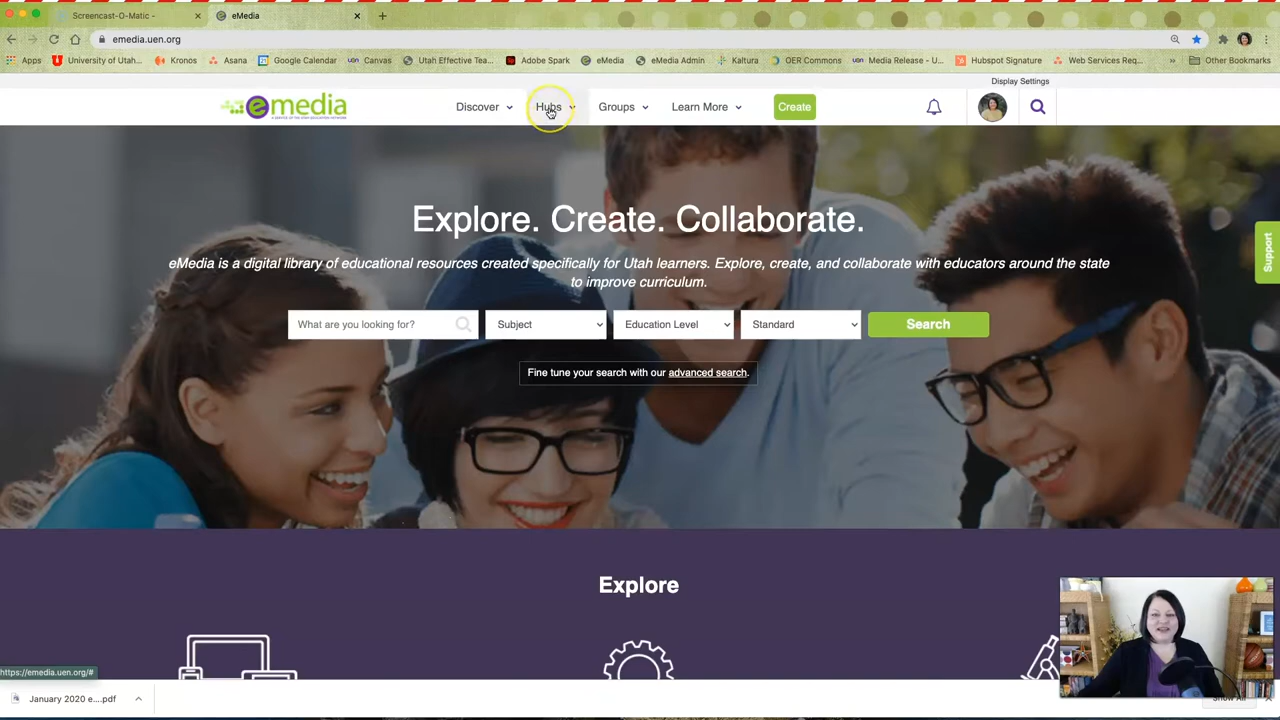 Screencast-O-Matic -
eMedia
emedia.uen.org
Apps
University of Utah...
Kronos
Asana
Google Calendar
Canvas
Utah Effective Tea...
Adobe Spark
eMedia
eMedia Admin
Kaltura
OER Commons
Media Release - U...
Hubspot Signature
Web Services Req...
»
Other Bookmarks
Display Settings
emedia
Discover
Hubs
Groups
Learn More
Create
Explore. Create. Collaborate.
eMedia is a digital library of educational resources created specifically for Utah learners. Explore, create, and collaborate with educators around the state
to improve curriculum.
What are you looking for?
Subject
Education Level
Standard
Search
Fine tune your search with our advanced search.
Support
Explore
https://emedia.uen.org/#
January 2020 e....pdf
Show All